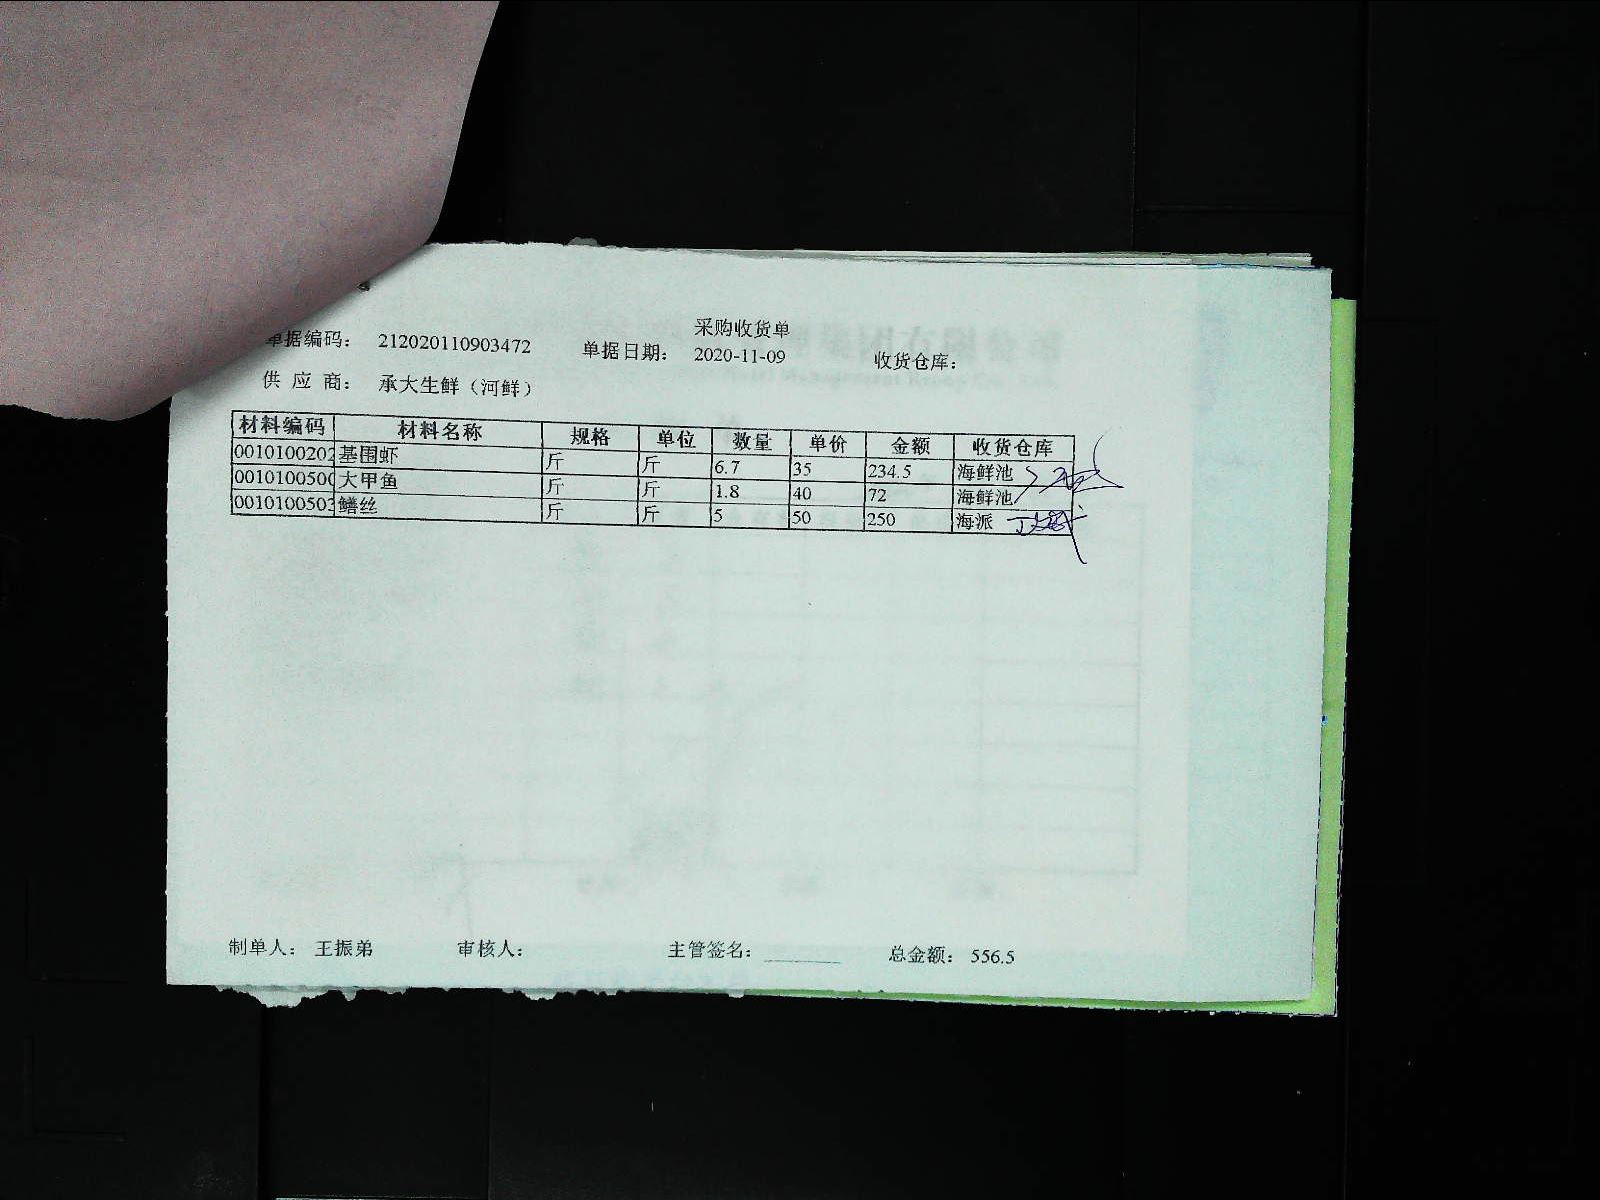 采购收货单
单据编码： 212020110903472 单据日期： 2020-11-09 收货仓库：
供 应 商： 承大生鲜（河鲜）
材料编码 材料名称 规格 单位 数量 单价 金额 收货仓库
0010100202 基围虾 斤 斤 6.7 35 234.5 海鲜池
001010050 大甲鱼 斤 斤 1.8 40 72 海鲜池
001010050 鳝丝 斤 斤 5 50 250 海派
制单人： 王振弟 审核人： 主管签名： 总金额： 556.5